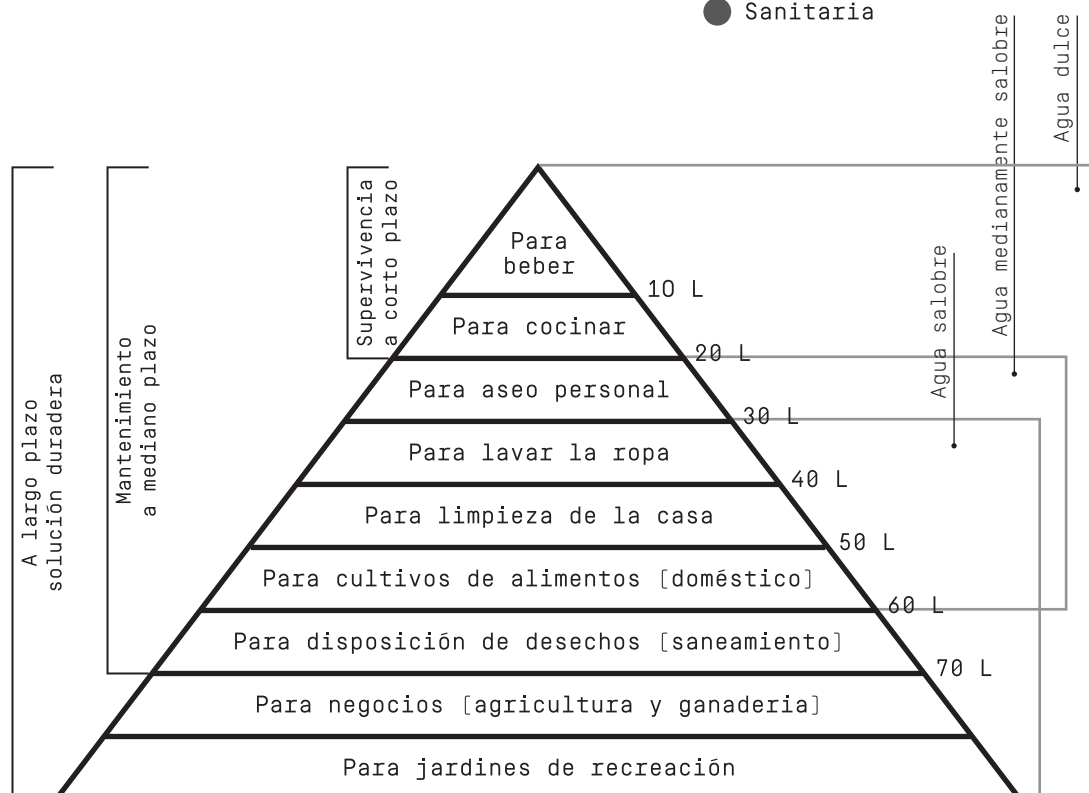 Sanitaria
Agua dulce
Agua medianamente salobre
Agua salobre
Supervivencia
a corto plazo
Mantenimiento
a mediano plazo
A largo plazo
solución duradera
Para
beber
10 L
Para cocinar
20 L
Para aseo personal
30 L
Para lavar la ropa
40 L
Para limpieza de la casa
50 L
Para cultivos de alimentos [doméstico]
60 L
Para disposición de desechos [saneamiento]
70 L
Para negocios [agricultura y ganaderia]
Para jardines de recreación